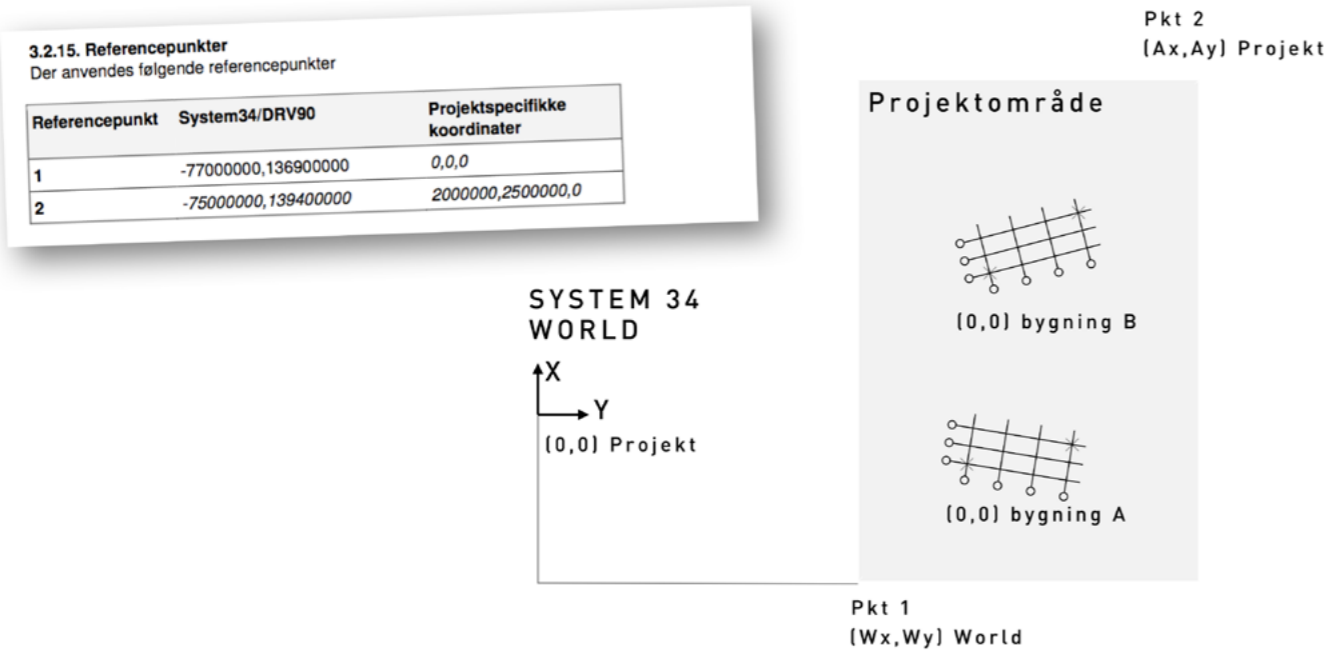 3.2.15. Referencepunkter
Der anvendes følgende referencepunkter
Referencepunkt System34/DRV90 Projektspecifikke koordinater
1 -77000000,136900000 0,0,0
2 -75000000,139400000 2000000,2500000,0
Pkt 2
(Ax,Ay) Projekt
Projektområde
(0,0) bygning B
SYSTEM 34
WORLD
X
Y
(0,0) Projekt
(0,0) bygning A
Pkt 1
(Wx,Wy) World